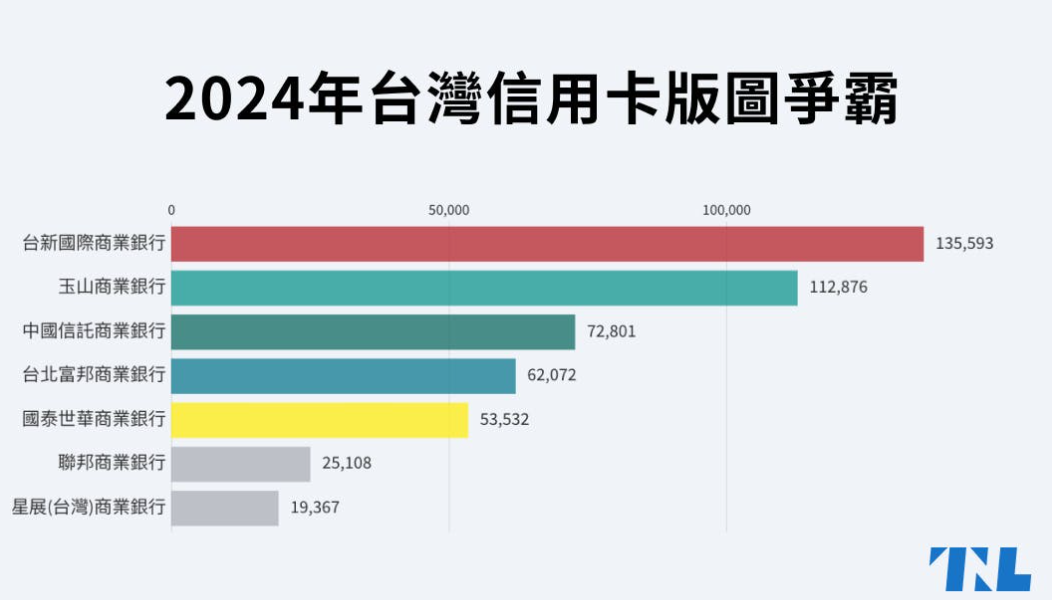 2024年台灣信用卡版圖爭霸
0 50,000 100,000
台新國際商業銀行 135,593
玉山商業銀行 112,876
中國信託商業銀行 72,801
台北富邦商業銀行 62,072
國泰世華商業銀行 53,532
聯邦商業銀行 25,108
星展(台灣)商業銀行 19,367
TNL